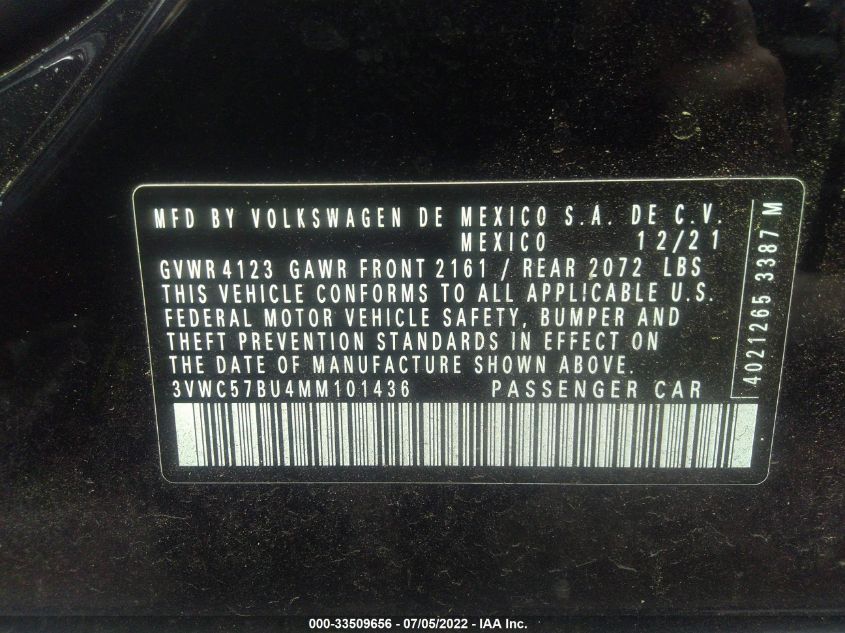 MFD BY VOLKSWAGEN DE MEXICO S.A. DE C.V.
MEXICO 12/21
GVWR 4123 GAWR FRONT 2161 / REAR 2072 LBS
THIS VEHICLE CONFORMS TO ALL APPLICABLE U.S.
FEDERAL MOTOR VEHICLE SAFETY, BUMPER AND
THEFT PREVENTION STANDARDS IN EFFECT ON
THE DATE OF MANUFACTURE SHOWN ABOVE.
3VWC57BU4MM101436 PASSENGER CAR
4021265 3387 M
000-33509656 - 07/05/2022 - IAA Inc.